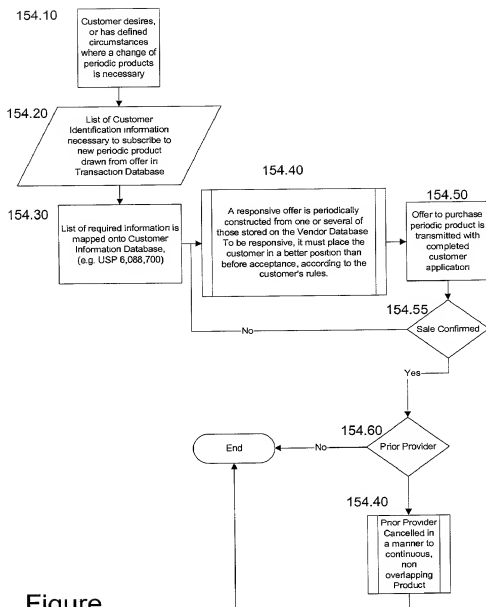 154.10
Customer desires,
or has defined
circumstances
where a change of
periodic products
is necessary
154.20
List of Customer
Identification information
necessary to subscribe to
new periodic product
drawn from offer in
Transaction Database
154.30
List of required information is
mapped onto Customer
Information Database,
(e.g. USP 6,088,700)
154.40
A responsive offer is periodically
constructed from one or several of
those stored on the Vendor Database
To be responsive, it must place the
customer in a better position than
before acceptance, according to the
customer's rules.
154.50
Offer to purchase
periodic product is
transmitted with
completed
customer
application
154.55
Sale Confirmed
No
Yes
154.60
Prior Provider
No
End
154.40
Prior Provider
Cancelled in
a manner to
continuous,
non
overlapping
Product
Figure